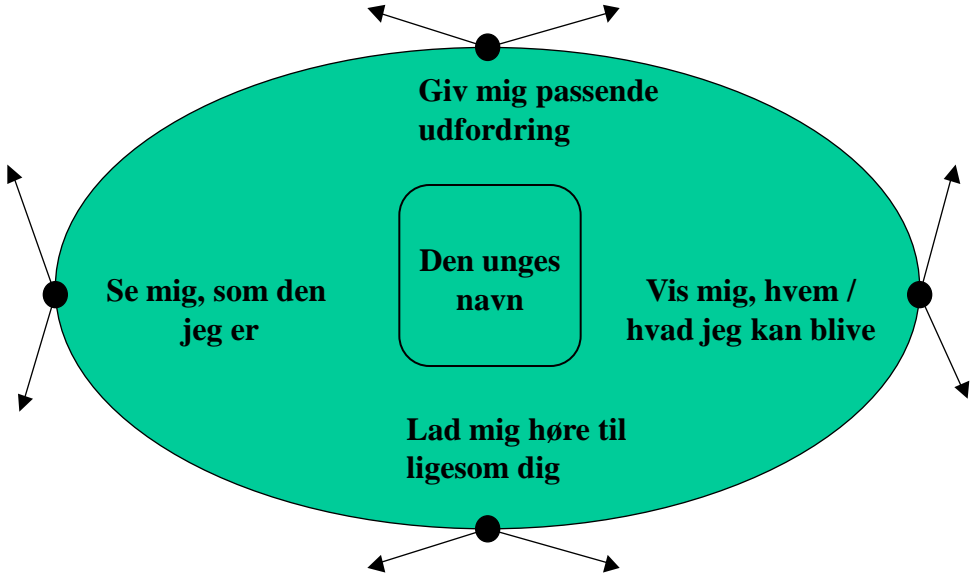 Giv mig passende
udfordring
Den unges
navn
Se mig, som den
jeg er
Vis mig, hvem /
hvad jeg kan blive
Lad mig høre til
ligesom dig